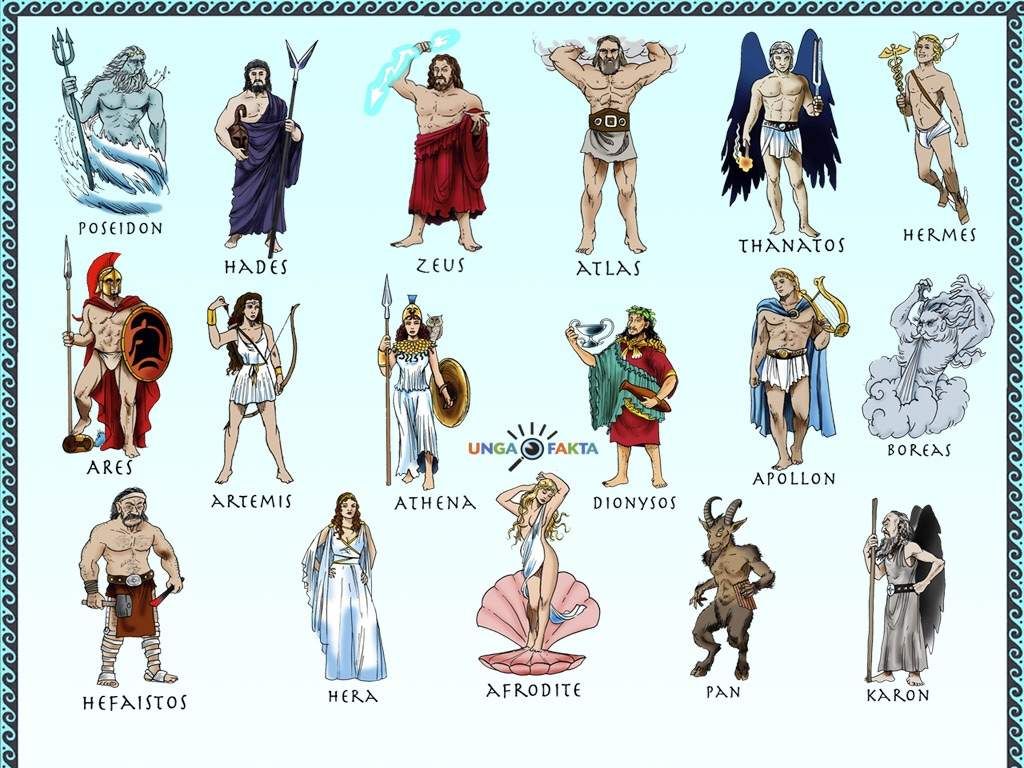 POSEIDON
HADES
ZEUS
ATLAS
THANATOS
HERMES
ARES
ARTEMIS
ATHENA
UNGA FAKTA
DIONYSOS
APOLLON
BOREAS
HEFAISTOS
HERA
AFRODITE
PAN
KARON